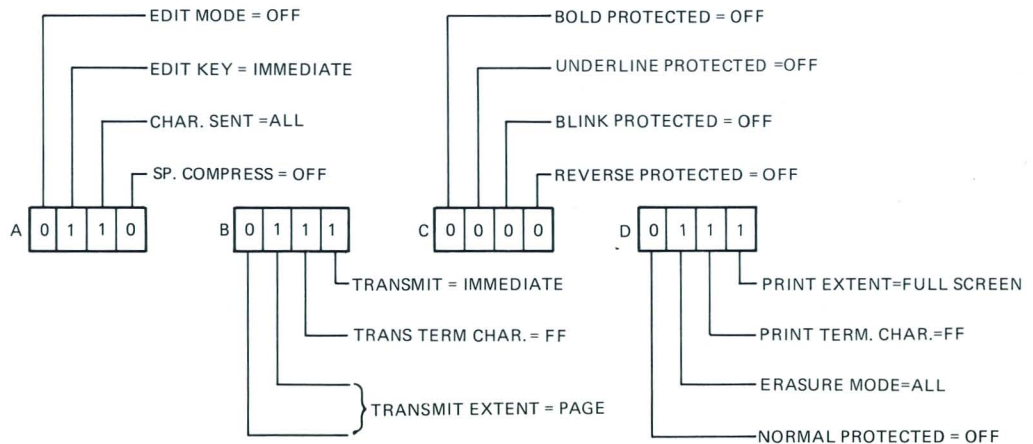 EDIT MODE = OFF
EDIT KEY = IMMEDIATE
CHAR. SENT =ALL
SP. COMPRESS = OFF
A 0 1 1 0
BOLD PROTECTED = OFF
UNDERLINE PROTECTED =OFF
BLINK PROTECTED = OFF
REVERSE PROTECTED = OFF
C 0 0 0 0
B 0 1 1 1
TRANSMIT = IMMEDIATE
TRANS TERM CHAR. = FF
TRANSMIT EXTENT = PAGE
D 0 1 1 1
PRINT EXTENT=FULL SCREEN
PRINT TERM. CHAR.=FF
ERASURE MODE=ALL
NORMAL PROTECTED = OFF